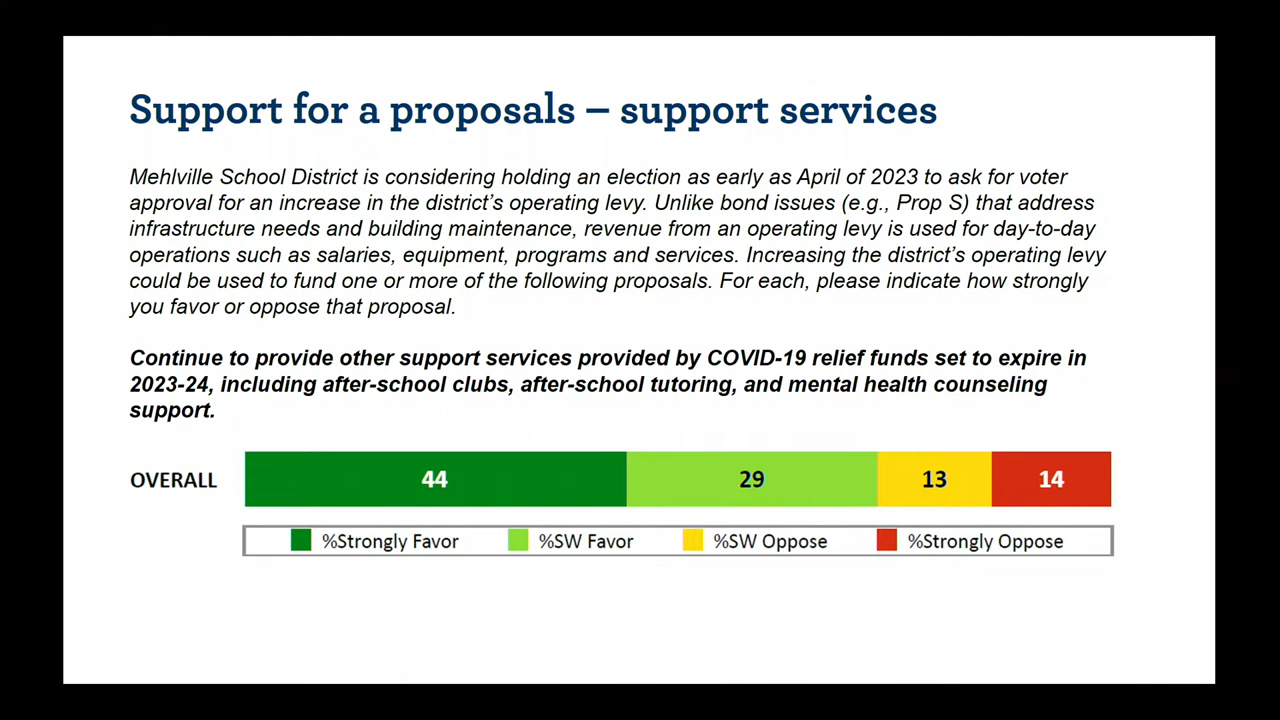 Support for a proposals – support services
Mehlville School District is considering holding an election as early as April of 2023 to ask for voter
approval for an increase in the district’s operating levy. Unlike bond issues (e.g., Prop S) that address
infrastructure needs and building maintenance, revenue from an operating levy is used for day-to-day
operations such as salaries, equipment, programs and services. Increasing the district’s operating levy
could be used to fund one or more of the following proposals. For each, please indicate how strongly
you favor or oppose that proposal.
Continue to provide other support services provided by COVID-19 relief funds set to expire in
2023-24, including after-school clubs, after-school tutoring, and mental health counseling
support.
OVERALL 44 29 13 14
%Strongly Favor %SW Favor %SW Oppose %Strongly Oppose